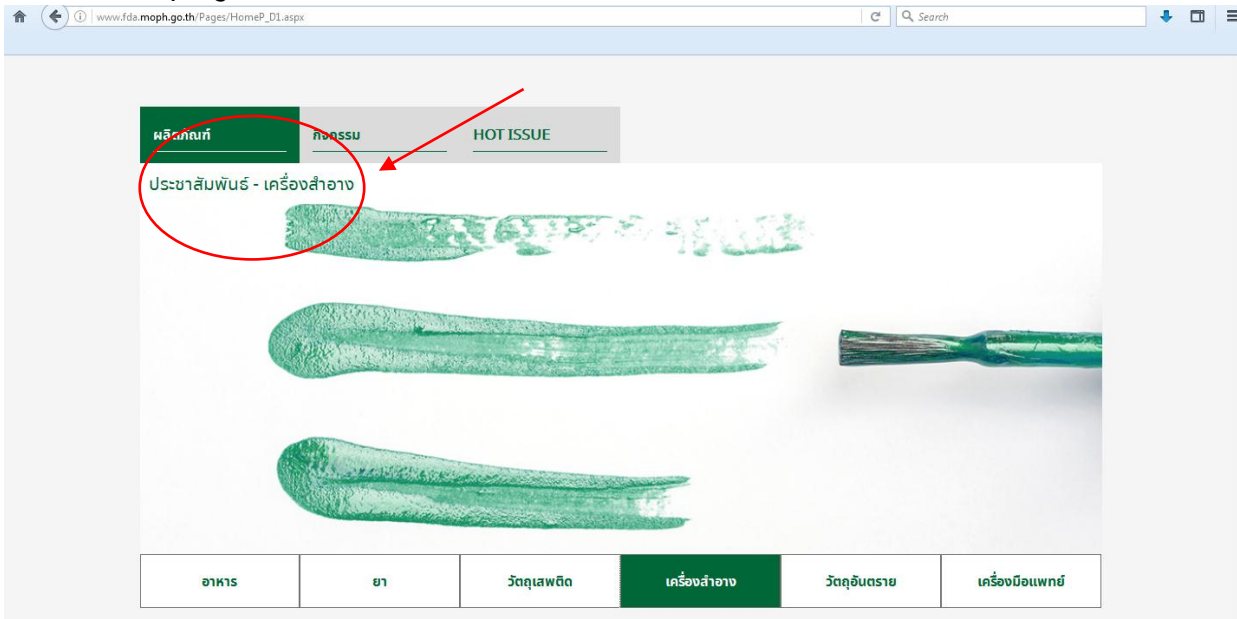 www.fda.moph.go.th/Pages/HomeP_D1.aspx
Search
ผลิตภัณฑ์
กิจกรรม
HOT ISSUE
ประชาสัมพันธ์ - เครื่องสำอาง
อาหาร
ยา
วัตถุเสพติด
เครื่องสำอาง
วัตถุอันตราย
เครื่องมือแพทย์